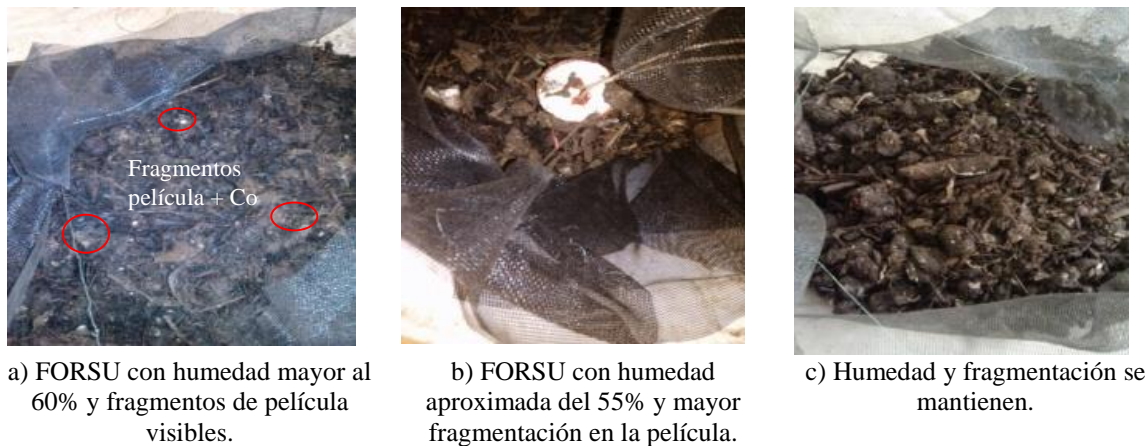 Fragmentos
película + Co
a) FORSU con humedad mayor al
60% y fragmentos de película
visibles.
b) FORSU con humedad
aproximada del 55% y mayor
fragmentación en la película.
c) Humedad y fragmentación se
mantienen.